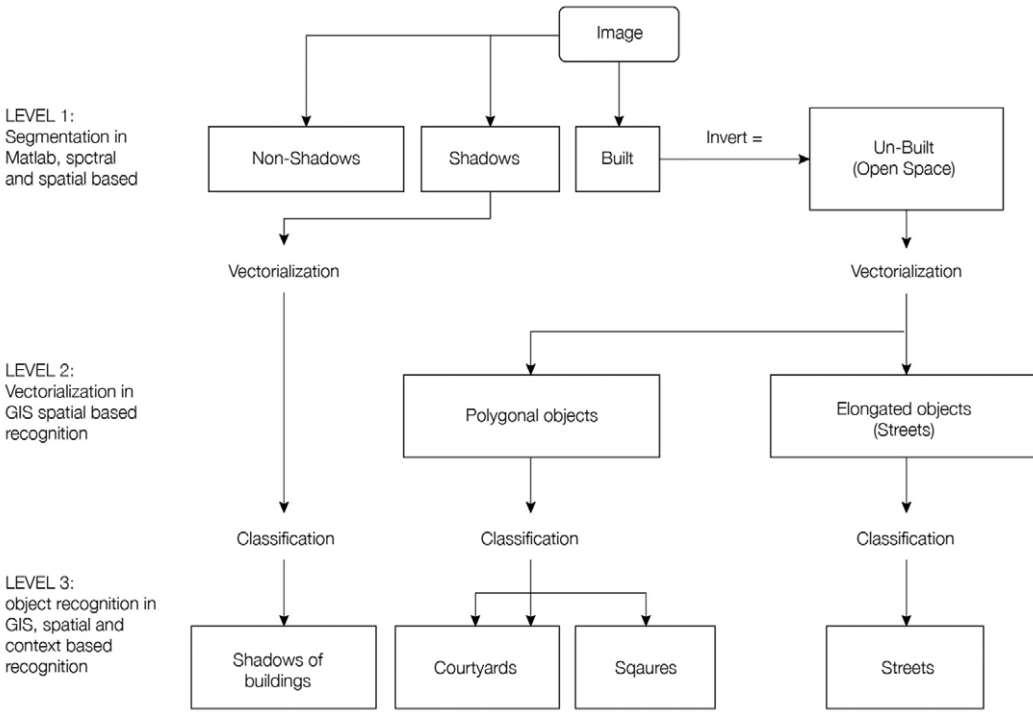 Image
LEVEL 1:
Segmentation in
Matlab, spctral
and spatial based
Non-Shadows
Shadows
Built
Invert =
Un-Built
(Open Space)
Vectorialization
Vectorialization
LEVEL 2:
Vectorialization in
GIS spatial based
recognition
Polygonal objects
Elongated objects
(Streets)
Classification
Classification
Classification
LEVEL 3:
object recognition in
GIS, spatial and
context based
recognition
Shadows of
buildings
Courtyards
Sqaures
Streets